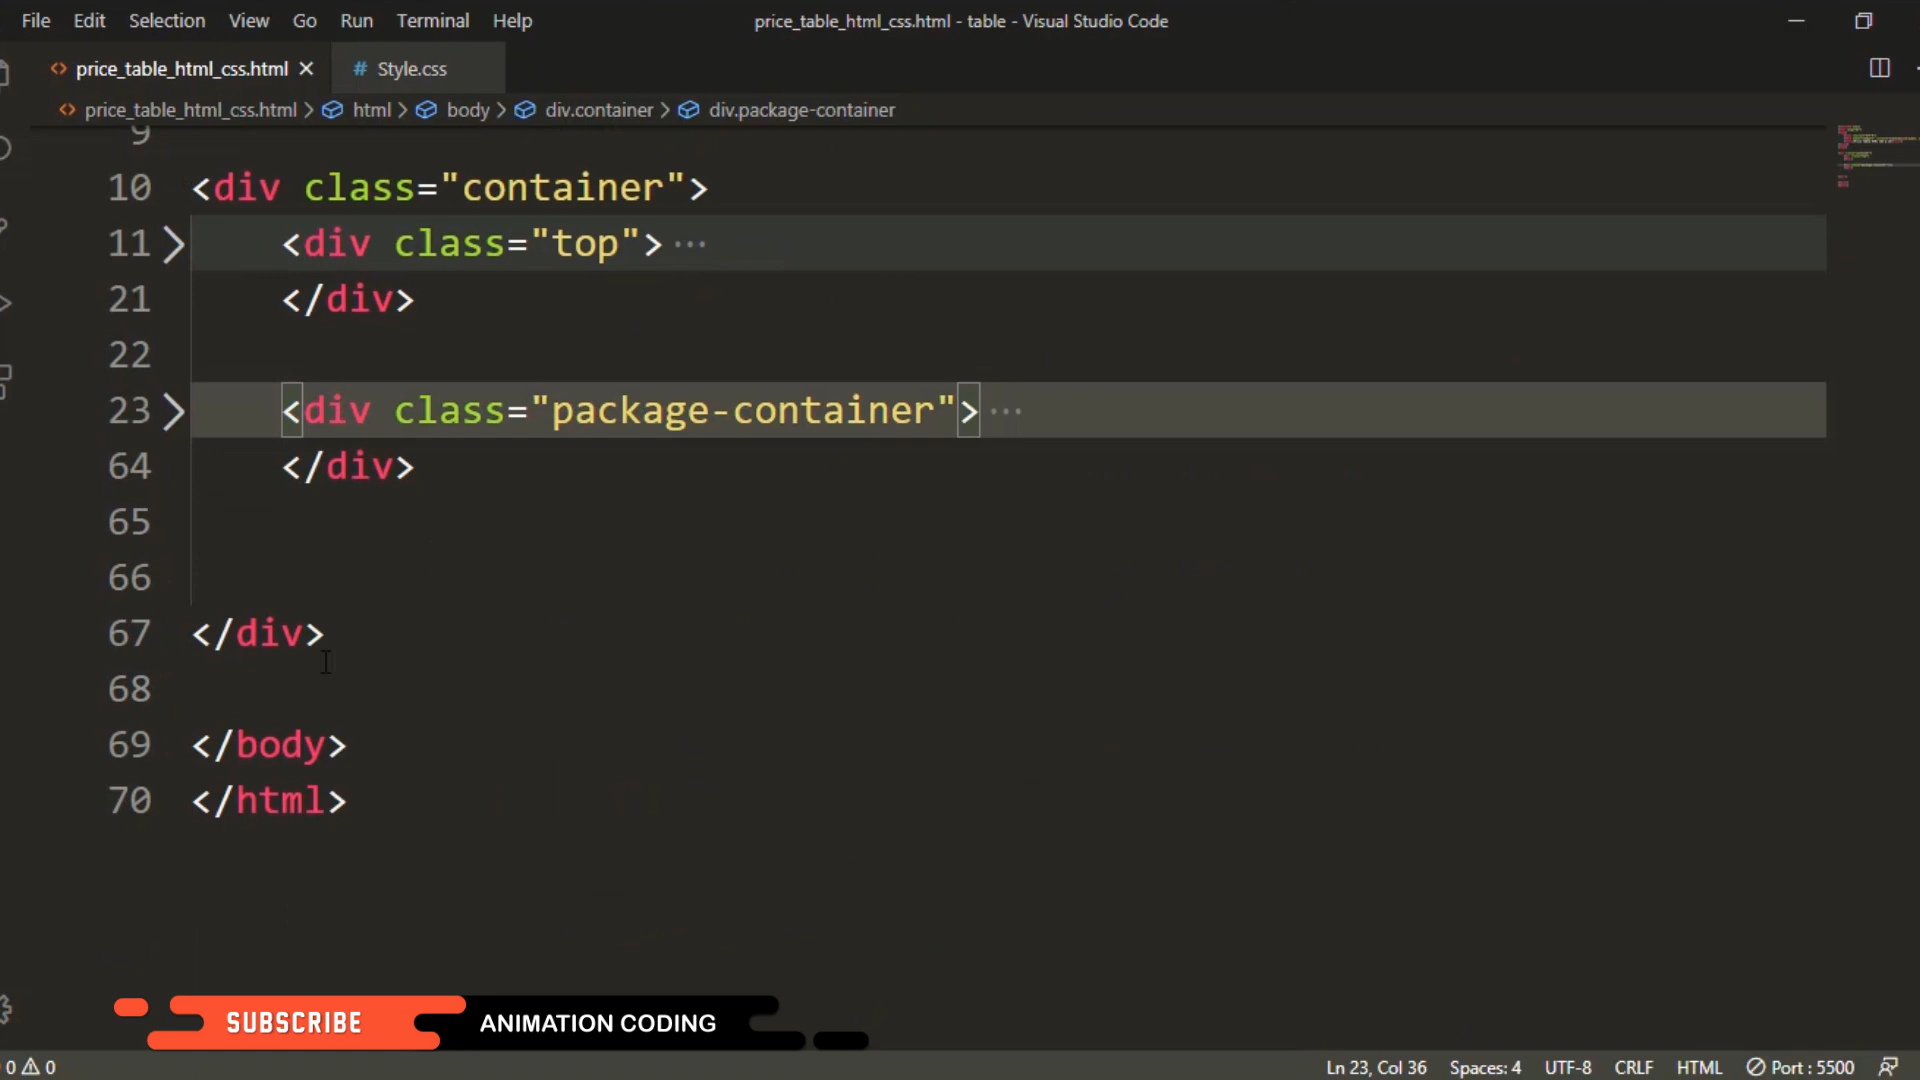 File Edit Selection View Go Run Terminal Help price_table_html_css.html - table - Visual Studio Code
price_table_html_css.html # Style.css
price_table_html_css.html > html > body > div.container > div.package-container
9
10 <div class="container">
11 <div class="top">···
21 </div>
22
23 <div class="package-container">···
64 </div>
65
66
67 </div>
68
69 </body>
70 </html>
SUBSCRIBE ANIMATION CODING
0 0 Ln 23, Col 36 Spaces: 4 UTF-8 CRLF HTML Port : 5500